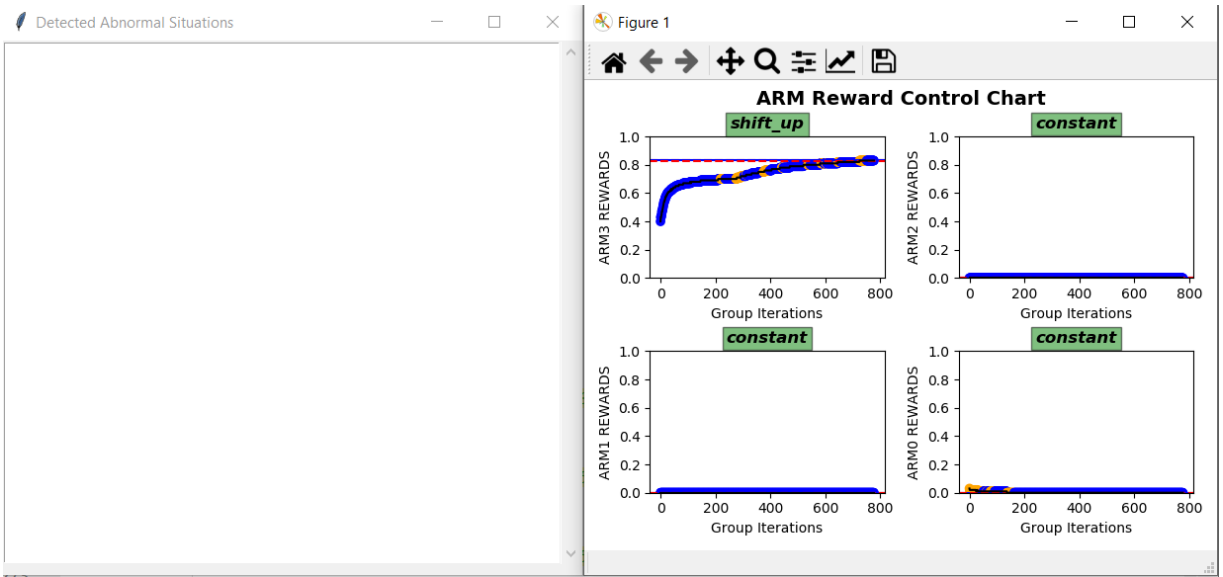 Detected Abnormal Situations
Figure 1
ARM Reward Control Chart
shift_up
1.0
0.8
0.6
0.4
0.2
0.0
ARM3 REWARDS
0 200 400 600 800
Group Iterations
constant
1.0
0.8
0.6
0.4
0.2
0.0
ARM2 REWARDS
0 200 400 600 800
Group Iterations
constant
1.0
0.8
0.6
0.4
0.2
0.0
ARM1 REWARDS
0 200 400 600 800
Group Iterations
constant
1.0
0.8
0.6
0.4
0.2
0.0
ARM0 REWARDS
0 200 400 600 800
Group Iterations